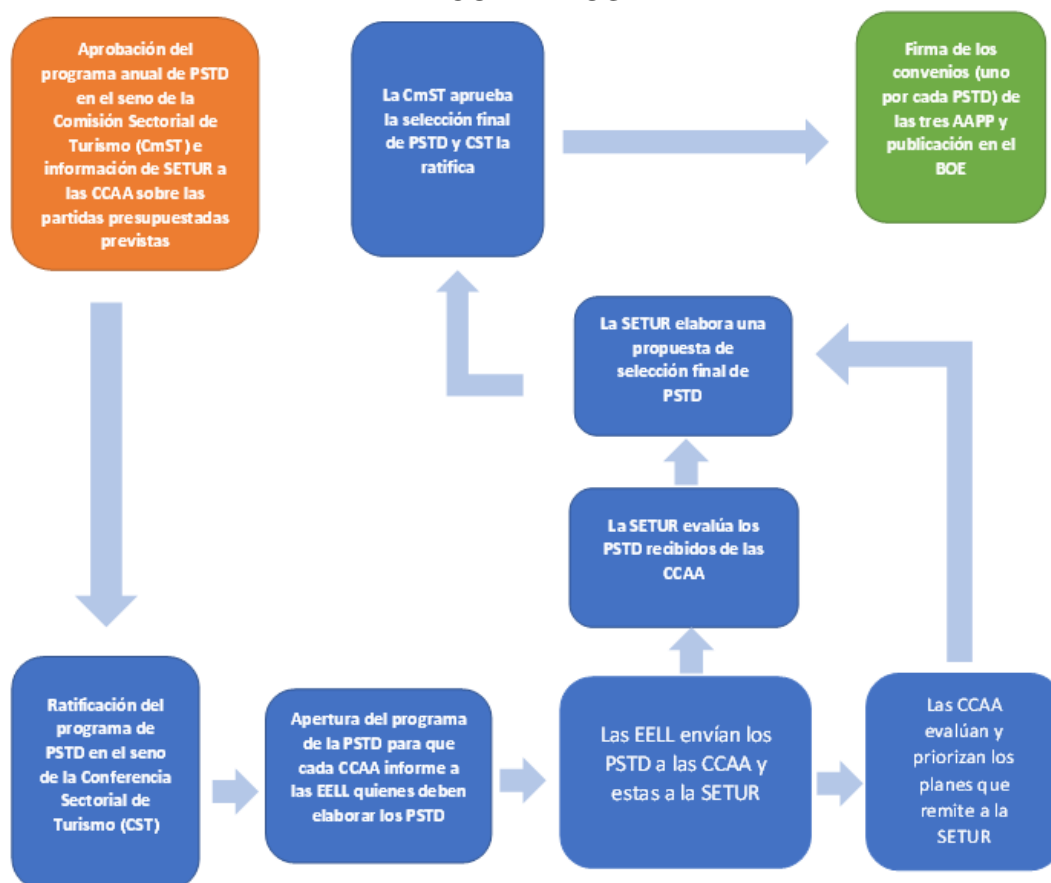 Aprobación del
programa anual de PSTD
en el seno de la
Comisión Sectorial de
Turismo (CmST) e
información de SETUR a
las CCAA sobre las
partidas presupuestadas
previstas
Ratificación del
programa de
PSTD en el seno
de la Conferencia
Sectorial de
Turismo (CST)
Apertura del programa
de la PSTD para que
cada CCAA informe a
las EELL quienes deben
elaborar los PSTD
Las EELL envían los
PSTD a las CCAA y
estas a la SETUR
Las CCAA
evalúan y
priorizan los
planes que
remite a la
SETUR
La SETUR evalúa los
PSTD recibidos de las
CCAA
La SETUR elabora una
propuesta de
selección final de
PSTD
La CmST aprueba
la selección final
de PSTD y CST la
ratifica
Firma de los
convenios (uno
por cada PSTD) de
las tres AAPP y
publicación en el
BOE